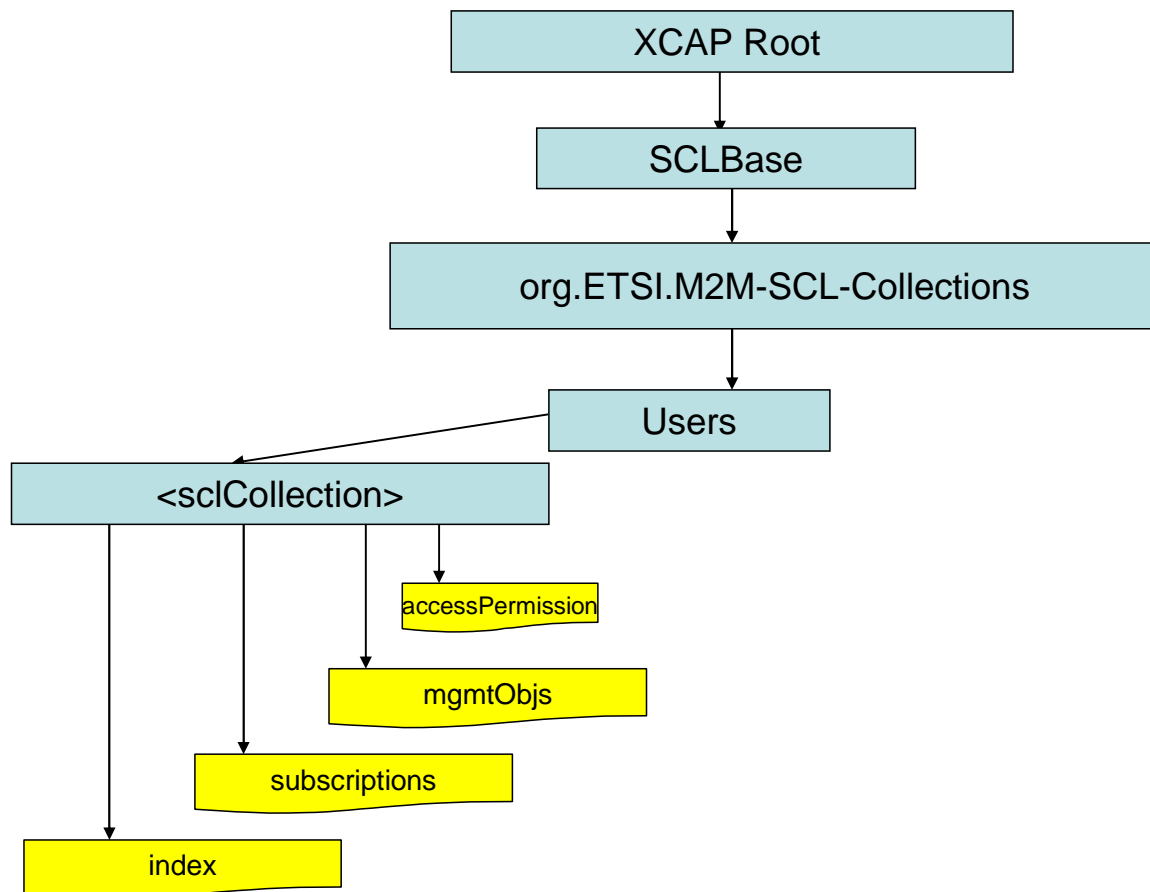 XCAP Root
SCLBase
org.ETSI.M2M-SCL-Collections
Users
<sclCollection>
accessPermission
mgmtObjs
subscriptions
index